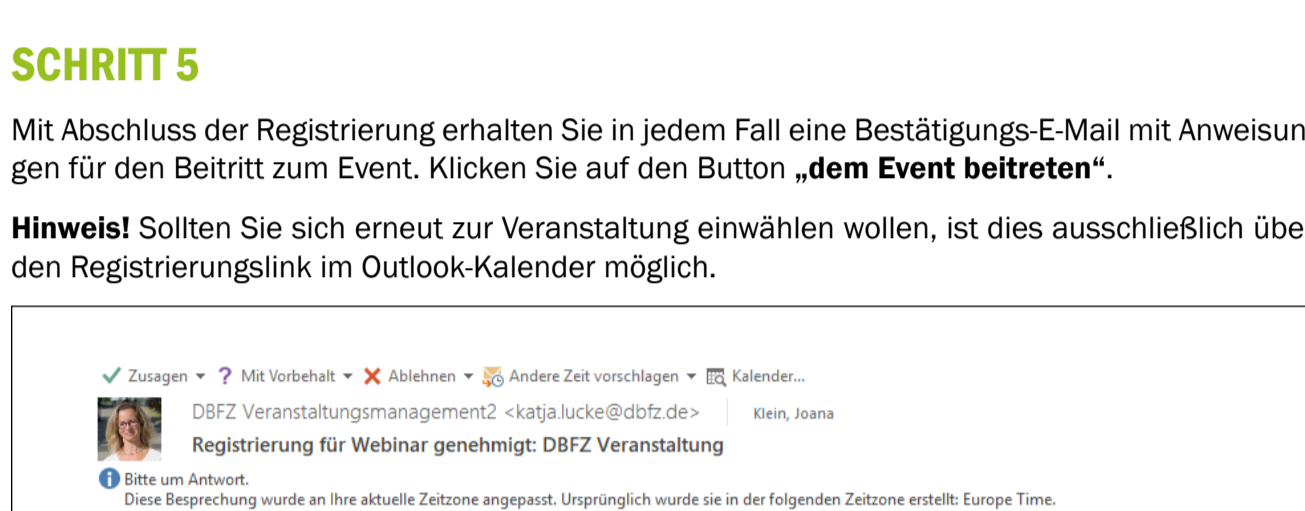 SCHRITT 5
Mit Abschluss der Registrierung erhalten Sie in jedem Fall eine Bestätigungs-E-Mail mit Anweisun
gen für den Beitritt zum Event. Klicken Sie auf den Button „dem Event beitreten“.
Hinweis! Sollten Sie sich erneut zur Veranstaltung einwählen wollen, ist dies ausschließlich übe
den Registrierungslink im Outlook-Kalender möglich.
Zusagen ? Mit Vorbehalt Ablehnen Andere Zeit vorschlagen Kalender...
DBFZ Veranstaltungsmanagement2 <katja.lucke@dbfz.de> Klein, Joana
Registrierung für Webinar genehmigt: DBFZ Veranstaltung
Bitte um Antwort.
Diese Besprechung wurde an Ihre aktuelle Zeitzone angepasst. Ursprünglich wurde sie in der folgenden Zeitzone erstellt: Europe Time.